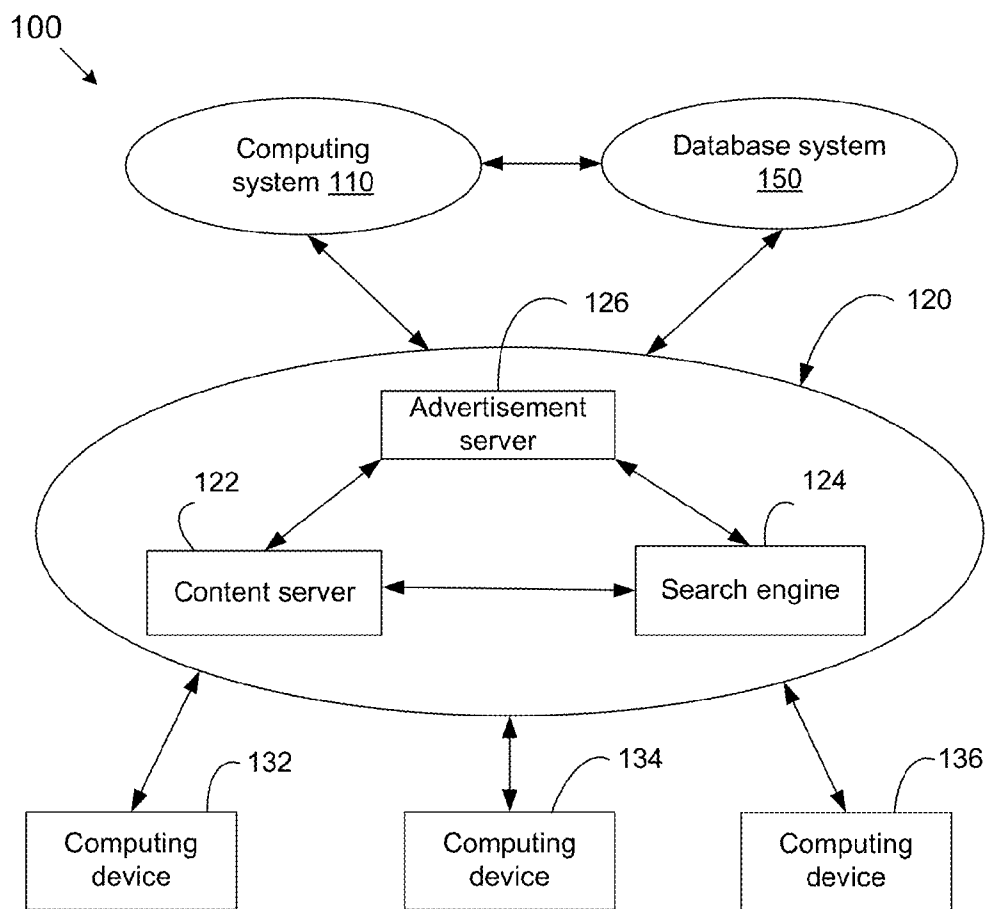 100
Computing
system 110
Database system
150
126
120
Advertisement
server
122
124
Content server
Search engine
132
134
136
Computing
device
Computing
device
Computing
device